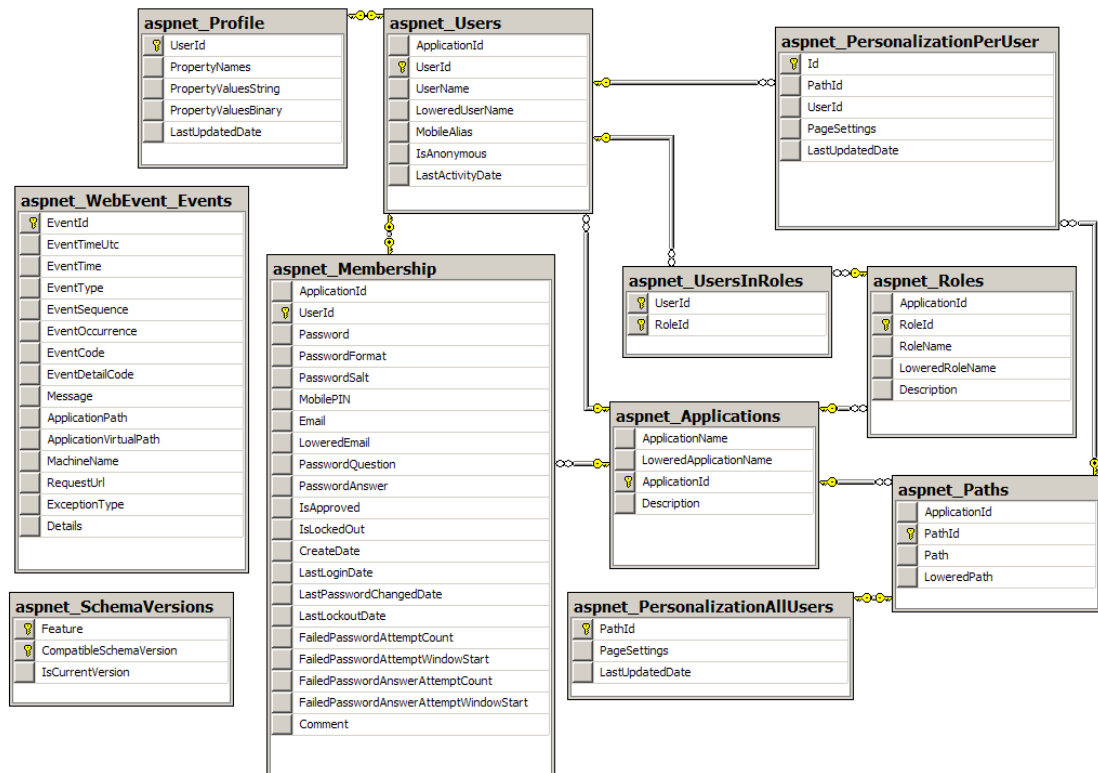 aspnet_Profile
UserId
PropertyNames
PropertyValuesString
PropertyValuesBinary
LastUpdatedDate
aspnet_Users
ApplicationId
UserId
UserName
LoweredUserName
MobileAlias
IsAnonymous
LastActivityDate
aspnet_PersonalizationPerUser
Id
PathId
UserId
PageSettings
LastUpdatedDate
aspnet_WebEvent_Events
EventId
EventTimeUtc
EventTime
EventType
EventSequence
EventOccurrence
EventCode
EventDetailCode
Message
ApplicationPath
ApplicationVirtualPath
MachineName
RequestUrl
ExceptionType
Details
aspnet_Membership
ApplicationId
UserId
Password
PasswordFormat
PasswordSalt
MobilePIN
Email
LoweredEmail
PasswordQuestion
PasswordAnswer
IsApproved
IsLockedOut
CreateDate
LastLoginDate
LastPasswordChangedDate
LastLockoutDate
FailedPasswordAttemptCount
FailedPasswordAttemptWindowStart
FailedPasswordAnswerAttemptCount
FailedPasswordAnswerAttemptWindowStart
Comment
aspnet_UsersInRoles
UserId
RoleId
aspnet_Roles
ApplicationId
RoleId
RoleName
LoweredRoleName
Description
aspnet_Applications
ApplicationName
LoweredApplicationName
ApplicationId
Description
aspnet_Paths
ApplicationId
PathId
Path
LoweredPath
aspnet_SchemaVersions
Feature
CompatibleSchemaVersion
IsCurrentVersion
aspnet_PersonalizationAllUsers
PathId
PageSettings
LastUpdatedDate